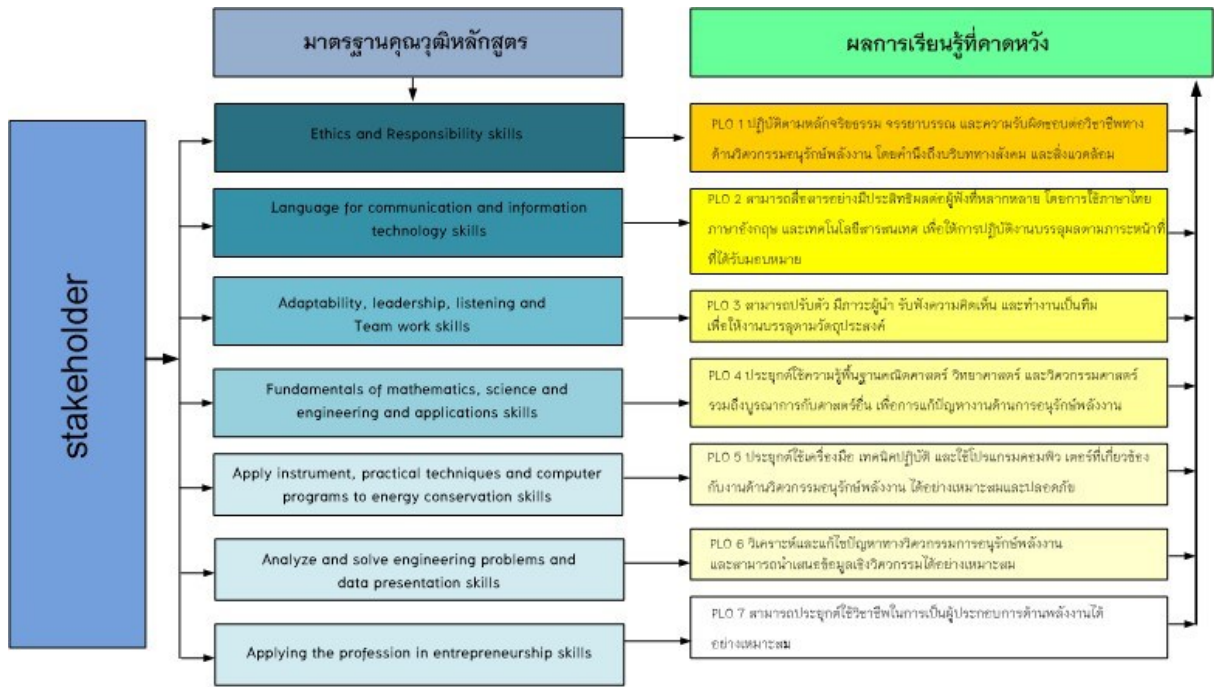 มาตรฐานคุณวุฒิหลักสูตร
ผลการเรียนรู้ที่คาดหวัง
stakeholder
Ethics and Responsibility skills
PLO 1 ปฏิบัติตามหลักจริยธรรม จรรยาบรรณ และความรับผิดชอบต่อวิชาชีพทาง
ด้านวิศวกรรมอนุรักษ์พลังงาน โดยคำนึงถึงบริบททางสังคม และสิ่งแวดล้อม
Language for communication and information
technology skills
PLO 2 สามารถสื่อสารอย่างมีประสิทธิผลต่อผู้ฟังที่หลากหลาย โดยการใช้ภาษาไทย
ภาษาอังกฤษ และเทคโนโลยีสารสนเทศ เพื่อให้การปฏิบัติงานบรรลุผลตามภาระหน้าที่
ที่ได้รับมอบหมาย
Adaptability, leadership, listening and
Team work skills
PLO 3 สามารถปรับตัว มีภาวะผู้นำ รับฟังความคิดเห็น และทำงานเป็นทีม
เพื่อให้งานบรรลุตามวัตถุประสงค์
Fundamentals of mathematics, science and
engineering and applications skills
PLO 4 ประยุกต์ใช้ความรู้พื้นฐานคณิตศาสตร์ วิทยาศาสตร์ และวิศวกรรมศาสตร์
รวมถึงบูรณาการกับศาสตร์อื่น เพื่อการแก้ปัญหางานด้านการอนุรักษ์พลังงาน
Apply instrument, practical techniques and computer
programs to energy conservation skills
PLO 5 ประยุกต์ใช้เครื่องมือ เทคนิคปฏิบัติ และใช้โปรแกรมคอมพิว เตอร์ที่เกี่ยวข้อง
กับงานด้านวิศวกรรมอนุรักษ์พลังงาน ได้อย่างเหมาะสมและปลอดภัย
Analyze and solve engineering problems and
data presentation skills
PLO 6 วิเคราะห์และแก้ไขปัญหาทางวิศวกรรมการอนุรักษ์พลังงาน
และสามารถนำเสนอข้อมูลเชิงวิศวกรรมได้อย่างเหมาะสม
Applying the profession in entrepreneurship skills
PLO 7 สามารถประยุกต์ใช้วิชาชีพในการเป็นผู้ประกอบการด้านพลังงานได้
อย่างเหมาะสม